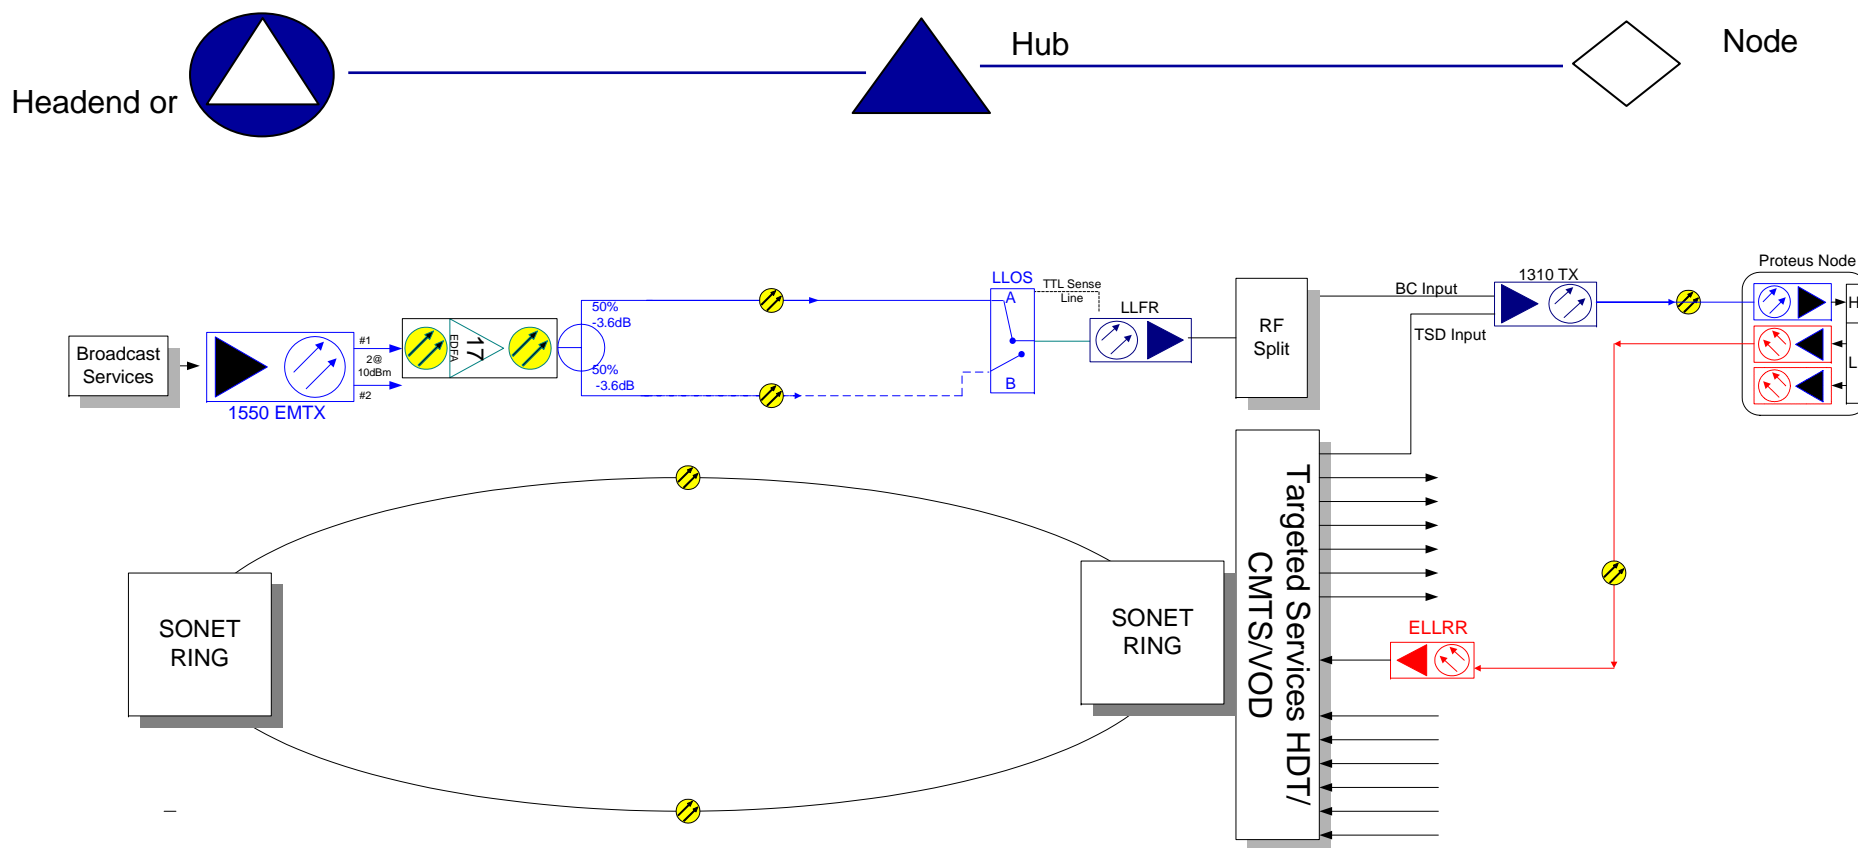 Hub
Node
Headend or
Proteus Node
1310 TX
LLOS
TTL Sense
Line
A
BC Input
H
50%
-3.6dB
LLFR
RF
Split
TSD Input
#1
2@
10dBm
#2
17
EDFA
Broadcast
Services
L
50%
-3.6dB
B
1550 EMTX
Targeted Services HDT/
CMTS/VOD
SONET
RING
SONET
RING
ELLRR